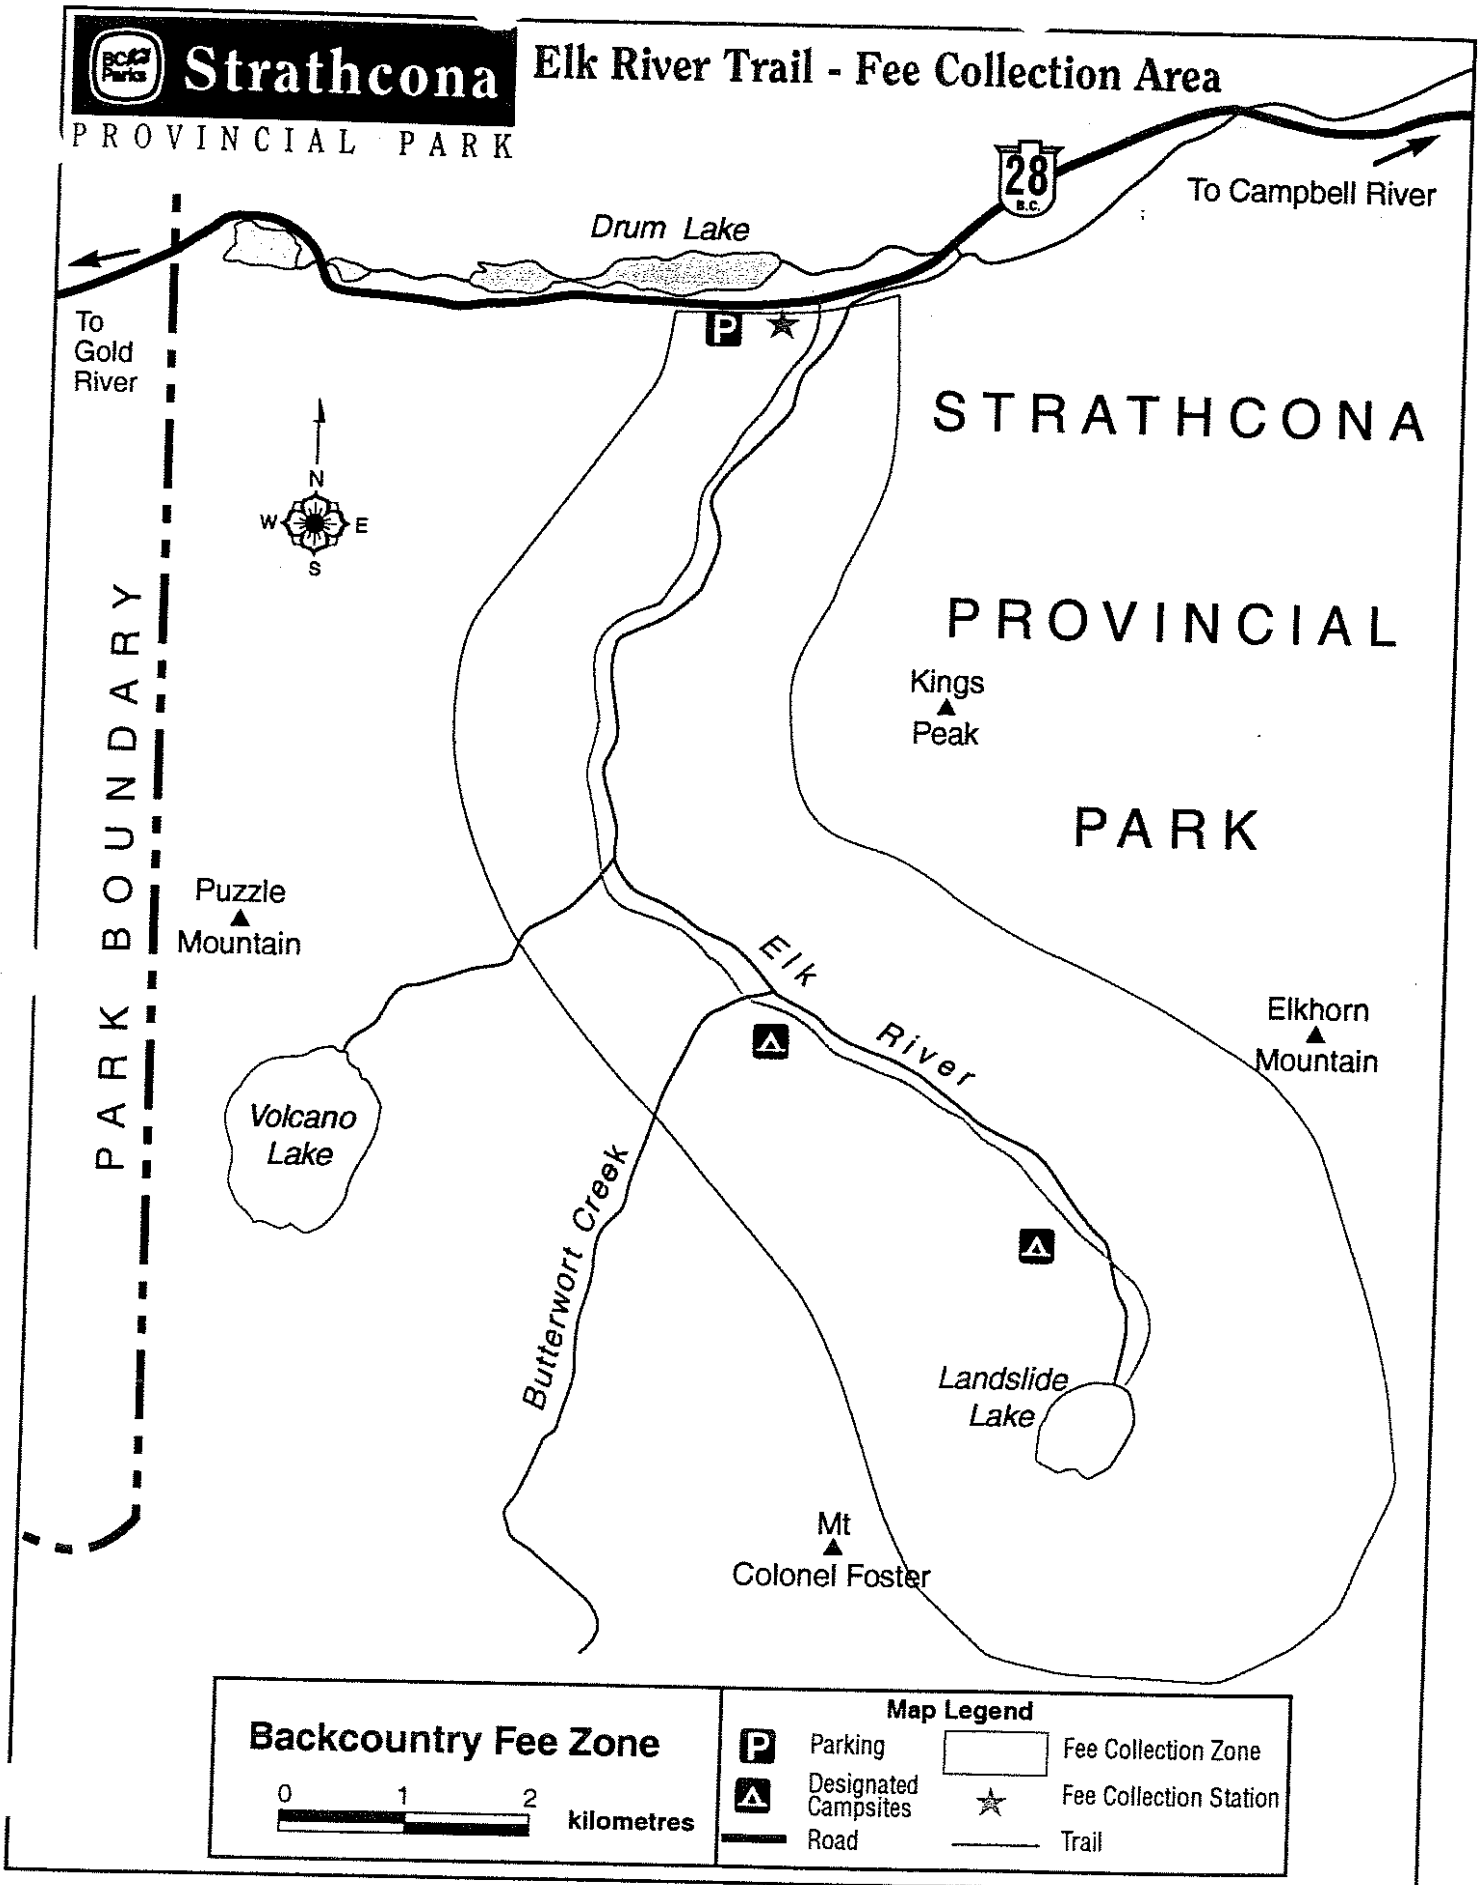 BC Parks
Strathcona
PROVINCIAL PARK
Elk River Trail - Fee Collection Area
28
B.C.
To Campbell River
Drum Lake
To
Gold
River
P
N
W E
S
STRATHCONA
PROVINCIAL
PARK
Kings
Peak
PARK BOUNDARY
Puzzle
Mountain
Elk River
Elkhorn
Mountain
Volcano
Lake
Butterwort Creek
Landslide
Lake
Mt
Colonel Foster
Backcountry Fee Zone
0 1 2
kilometres
Map Legend
P Parking
Fee Collection Zone
Designated
Campsites
Fee Collection Station
Road
Trail